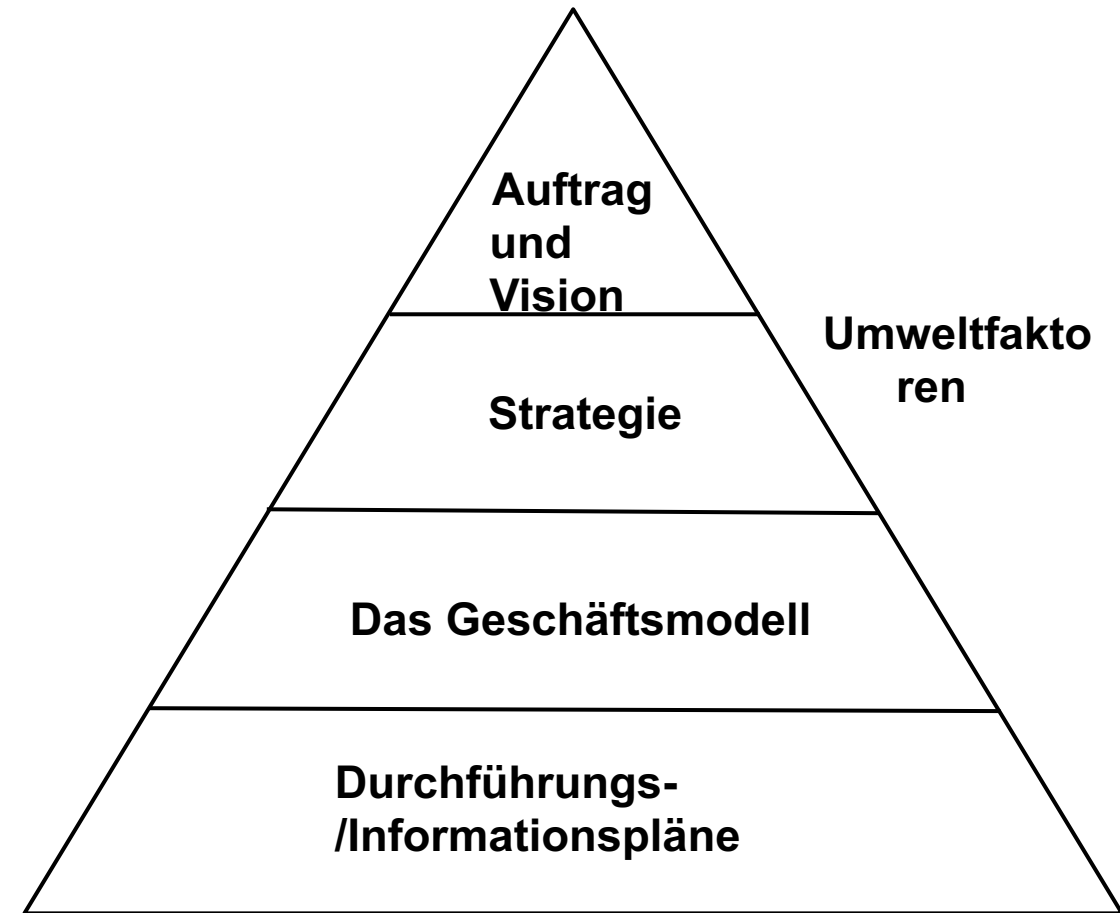 Auftrag
und
Vision
Umweltfakto
ren
Strategie
Das Geschäftsmodell
Durchführungs-
/Informationspläne